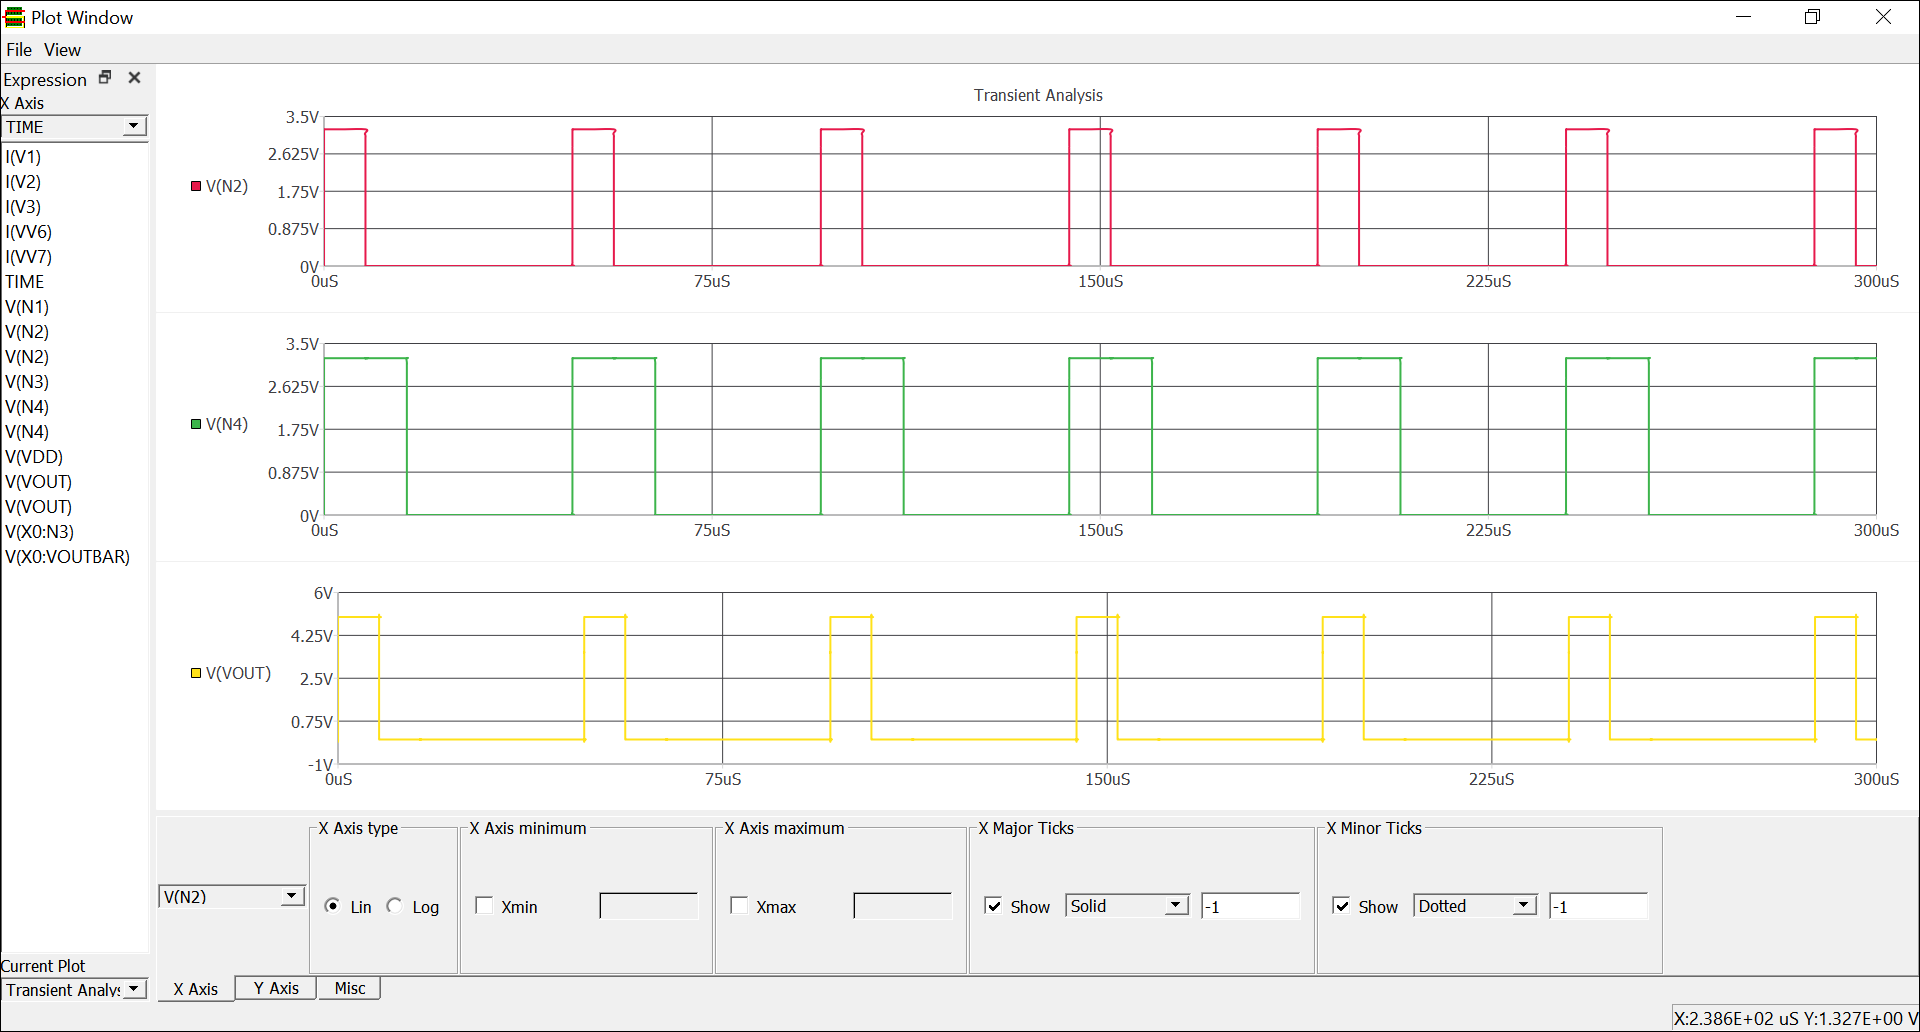 Plot Window
File View
Expression
X Axis
TIME
I(V1)
I(V2)
I(V3)
I(VV6)
I(VV7)
TIME
V(N1)
V(N2)
V(N2)
V(N3)
V(N4)
V(N4)
V(VDD)
V(VOUT)
V(VOUT)
V(X0:N3)
V(X0:VOUTBAR)
Current Plot
Transient Analys
Transient Analysis
3.5V
2.625V
V(N2)
1.75V
0.875V
0V
0uS 75uS 150uS 225uS 300uS
3.5V
2.625V
V(N4)
1.75V
0.875V
0V
0uS 75uS 150uS 225uS 300uS
6V
4.25V
V(VOUT)
2.5V
0.75V
-1V
0uS 75uS 150uS 225uS 300uS
V(N2)
X Axis type
Lin Log
X Axis minimum
Xmin
X Axis maximum
Xmax
X Major Ticks
Show Solid -1
X Minor Ticks
Show Dotted -1
X Axis Y Axis Misc
X:2.386E+02 uS Y:1.327E+00 V